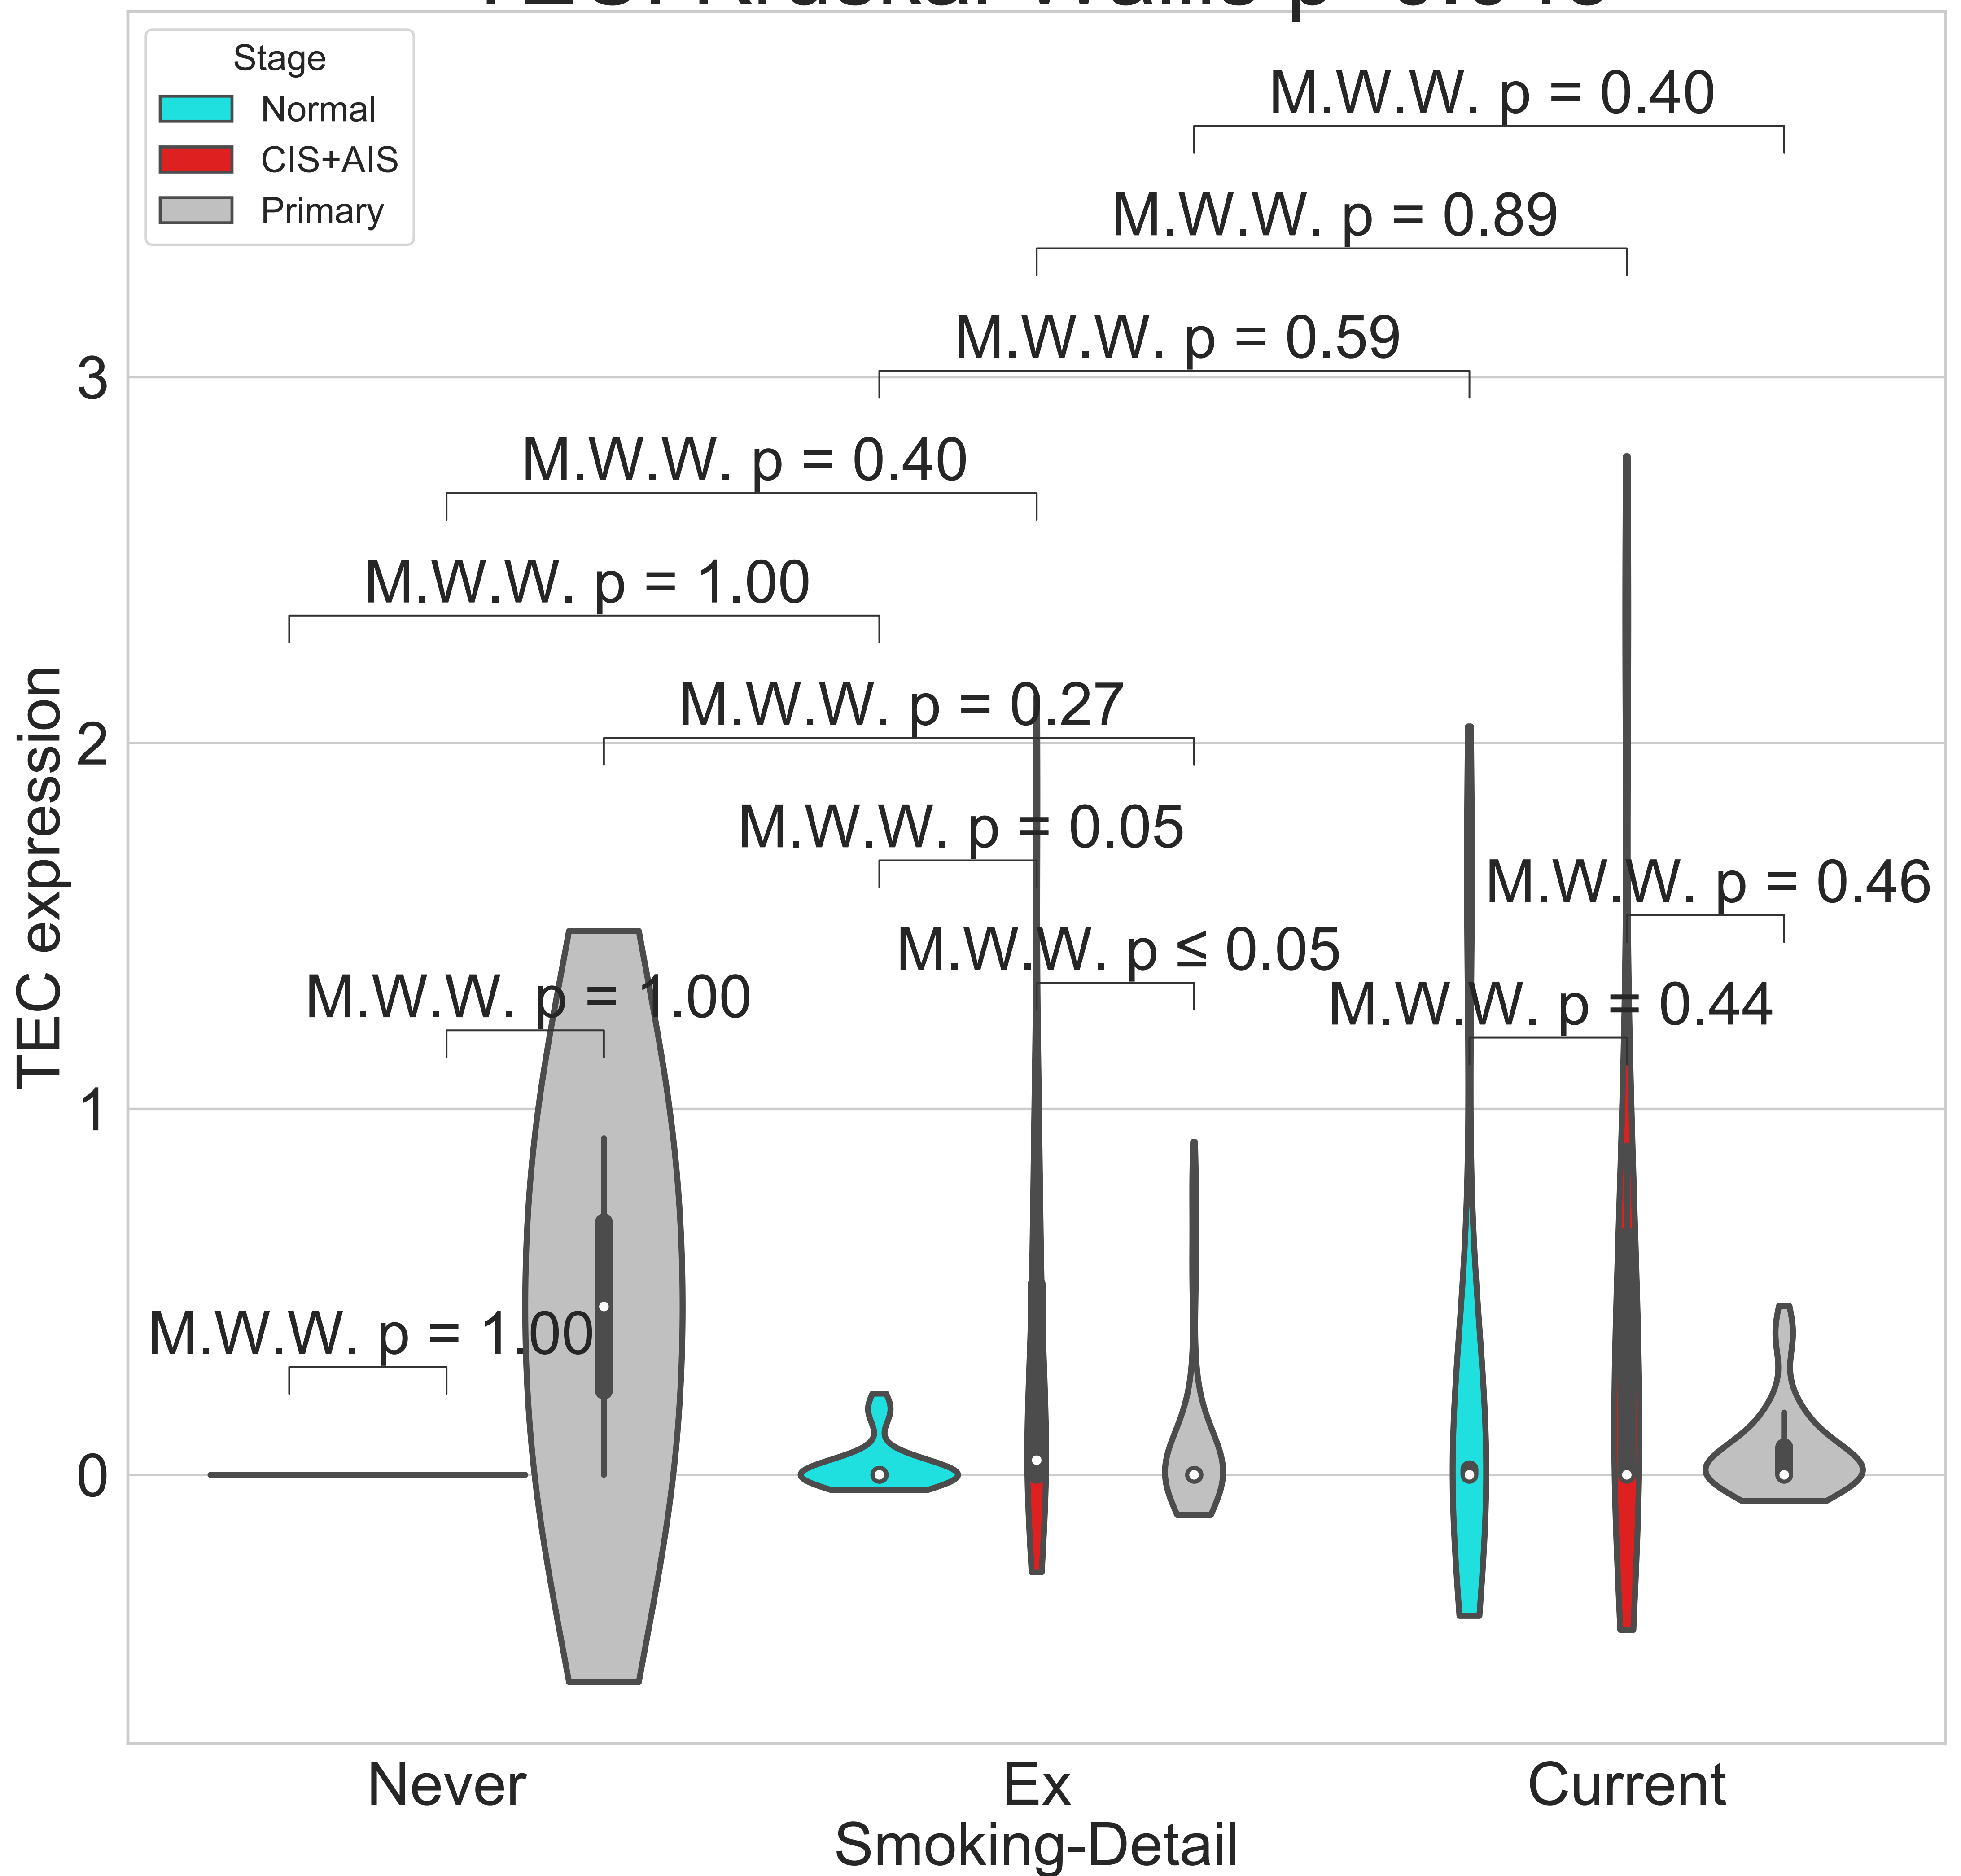 Stage
Normal
CIS+AIS
Primary
M.W.W. p = 0.40
M.W.W. p = 0.89
M.W.W. p = 0.59
3
M.W.W. p = 0.40
M.W.W. p = 1.00
M.W.W. p = 0.27
2
M.W.W. p = 0.05
M.W.W. p = 0.46
M.W.W. p ≤ 0.05
M.W.W. p = 1.00
M.W.W. p = 0.44
1
M.W.W. p = 1.00
0
TEC expression
Never
Ex
Current
Smoking-Detail